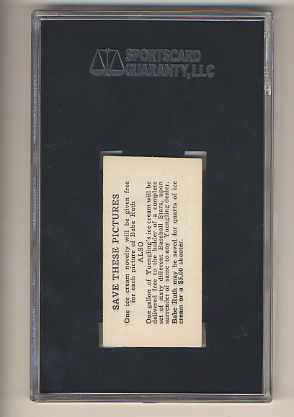 SPORTSCARD
GUARANTY, LLC
SAVE THESE PICTURES
One ice cream novelty will be given free
for each picture of Babe Ruth
ALSO
One gallon of Yuengling's ice cream will be
delivered free to the holder of a complete
set of sixty different Baseball Stars, upon
surrender of same to any Yuengling dealer.
Babe Ruth may be saved for quarts of ice
cream or a skooter.